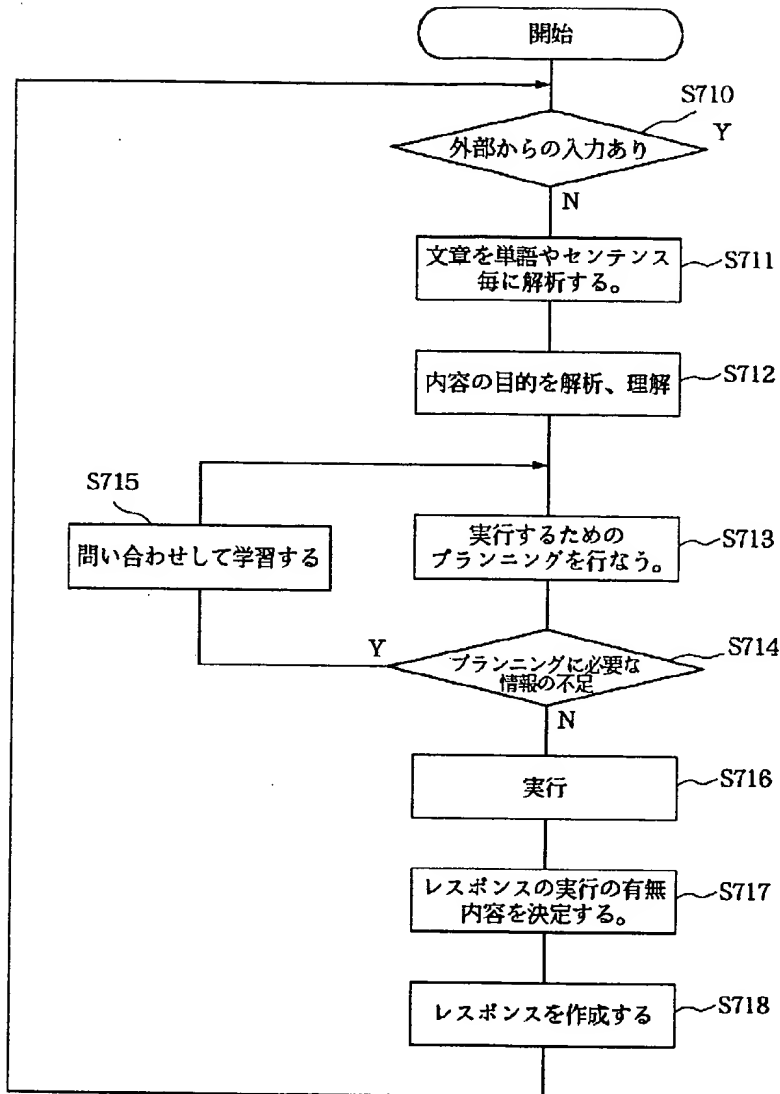 開始
S710
外部からの入力あり
Y
N
文章を単語やセンテンス
毎に解析する。
S711
内容の目的を解析、理解
S712
S715
問い合わせして学習する
実行するための
プランニングを行なう。
S713
Y
プランニングに必要な
情報の不足
S714
N
実行
S716
レスポンスの実行の有無
内容を決定する。
S717
レスポンスを作成する
S718